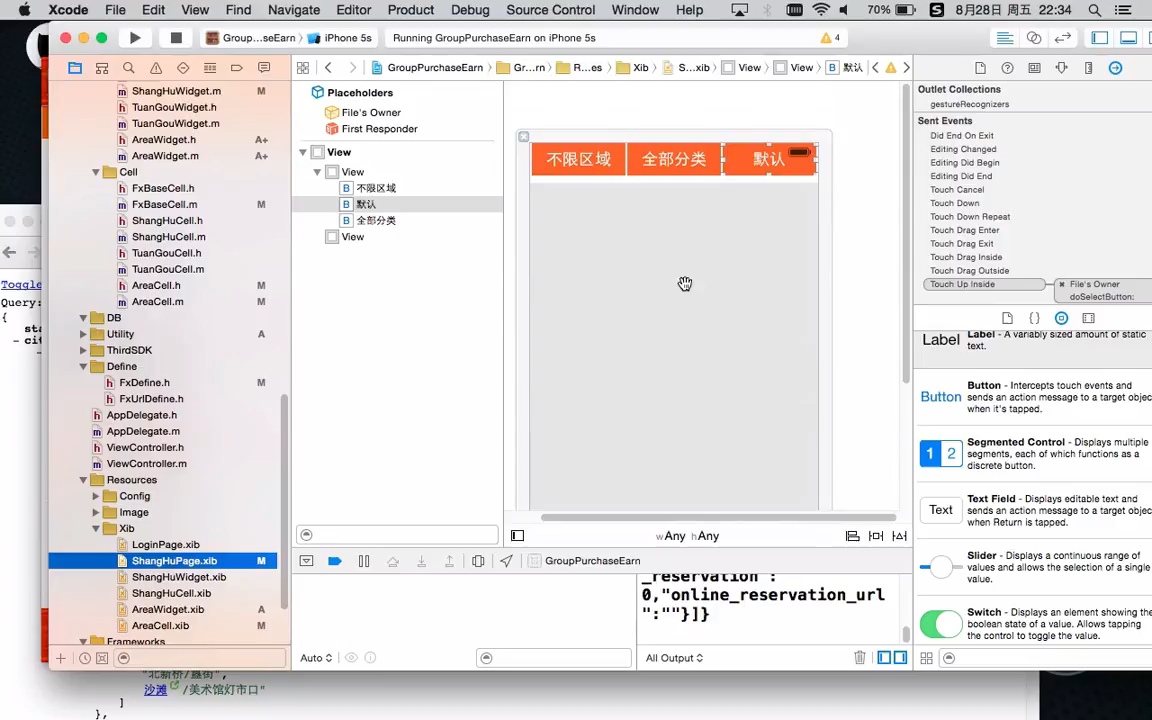 Xcode File Edit View Find Navigate Editor Product Debug Source Control Window Help 70% 8月28日 周五 22:34
Group...seEarn iPhone 5s Running GroupPurchaseEarn on iPhone 5s 4
GroupPurchaseEarn Gr...rn R...es Xib S...xib View View B 默认
ShangHuWidget.m M
TuanGouWidget.h
TuanGouWidget.m
AreaWidget.h A+
AreaWidget.m A+
Cell
FxBaseCell.h
FxBaseCell.m M
ShangHuCell.h
ShangHuCell.m
TuanGouCell.h
TuanGouCell.m
AreaCell.h
AreaCell.m
DB
Utility A
ThirdSDK
Define
FxDefine.h M
FxUrlDefine.h
AppDelegate.h
AppDelegate.m
ViewController.h
ViewController.m
Resources
Config
Image
Xib
LoginPage.xib
ShangHuPage.xib M
ShangHuWidget.xib
ShangHuCell.xib
AreaWidget.xib A
AreaCell.xib M
Frameworks
Placeholders
File's Owner
First Responder
View
View
B 不限区域
B 默认
B 全部分类
View
不限区域 全部分类 默认
wAny hAny
GroupPurchaseEarn
_reservation":
0,"online_reservation_url
":""}]}
Auto
All Output
Outlet Collections
gestureRecognizers
Sent Events
Did End On Exit
Editing Changed
Editing Did Begin
Editing Did End
Touch Cancel
Touch Down
Touch Down Repeat
Touch Drag Enter
Touch Drag Exit
Touch Drag Inside
Touch Drag Outside
Touch Up Inside File's Owner
doSelectButton:
Label Label - A variably sized amount of static
text.
Button Button - Intercepts touch events and
sends an action message to a target objec
when it's tapped.
1 2 Segmented Control - Displays multiple
segments, each of which functions as a
discrete button.
Text Text Field - Displays editable text and
sends an action message to a target objec
when Return is tapped.
Slider - Displays a continuous range of
values and allows the selection of a single
value.
Switch - Displays an element showing the
boolean state of a value. Allows tapping
the control to toggle the value.
Toggle
Query:
{
sta
- cit
"北新桥/簋街",
沙滩/美术馆灯市口"
]
},